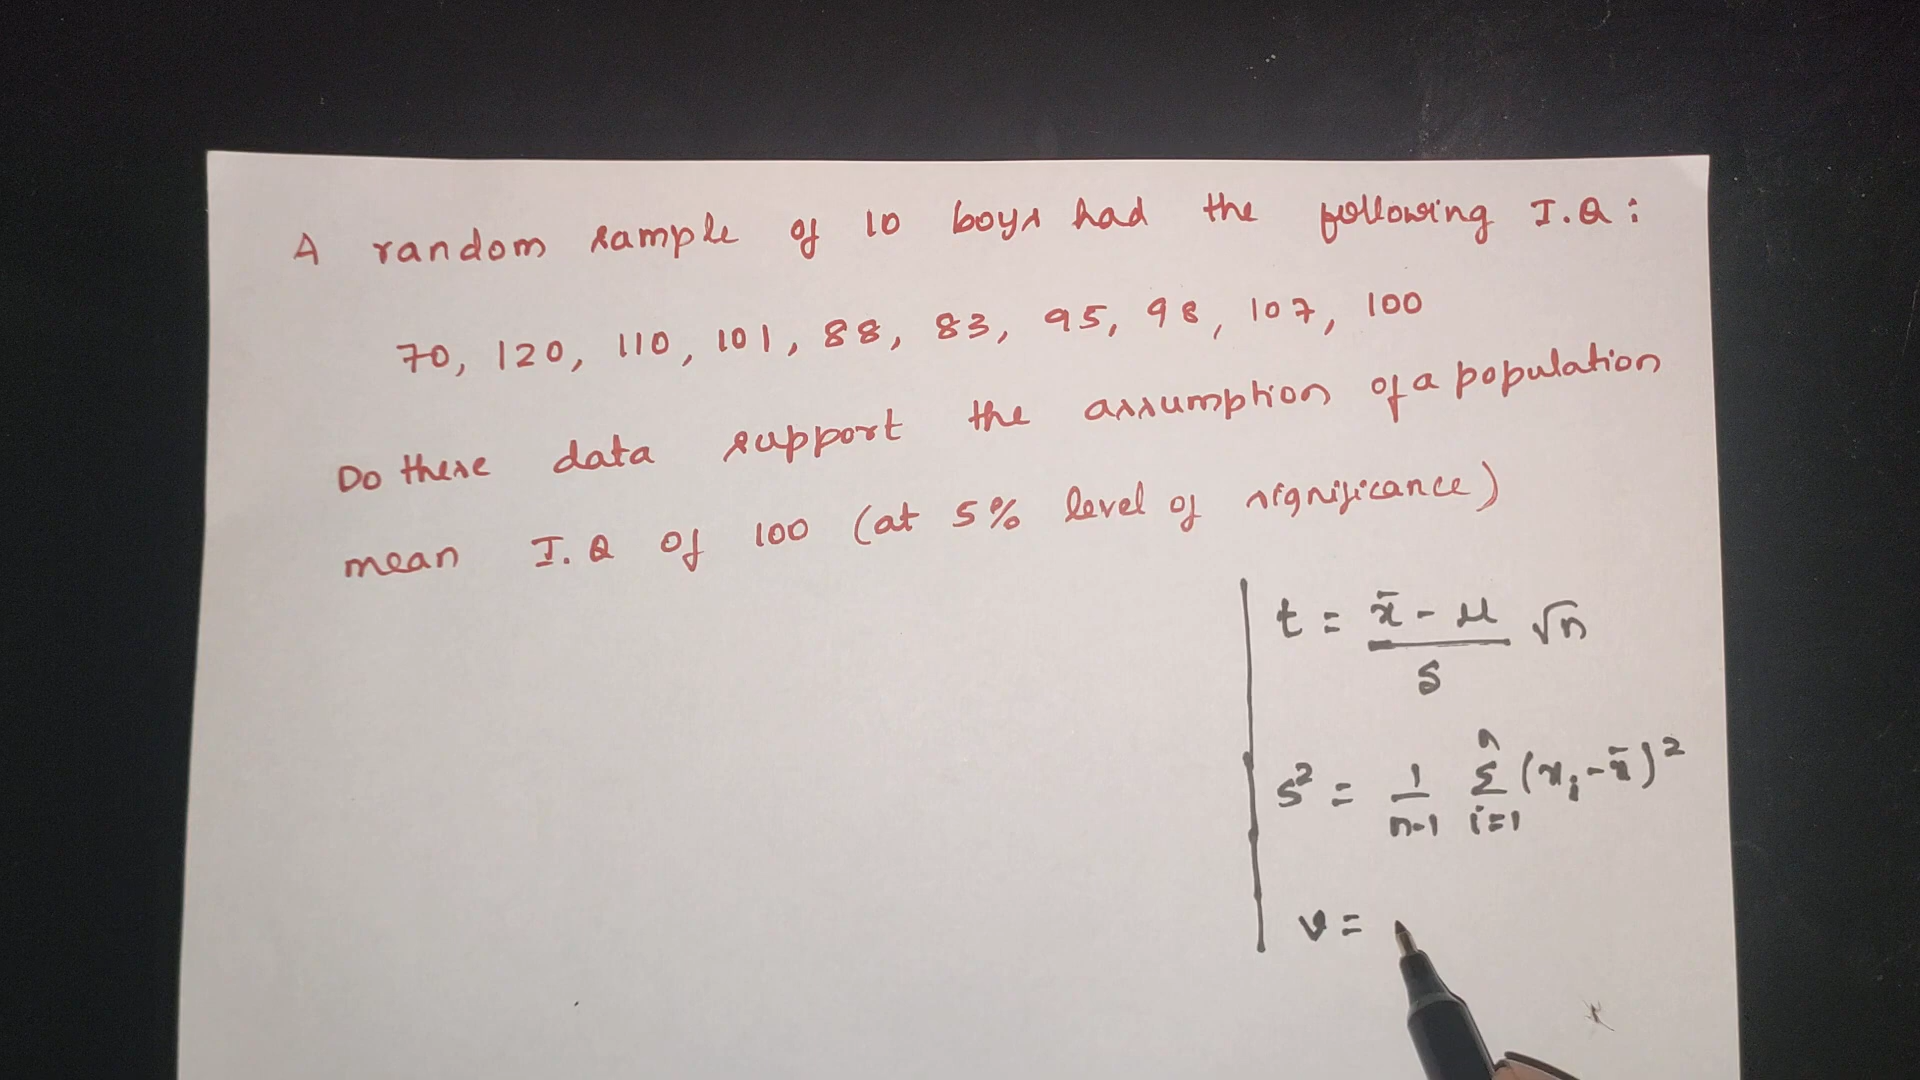 A random sample of 10 boys had the following I.Q:
70, 120, 110, 101, 88, 83, 95, 98, 107, 100
Do these data support the assumption of a population
mean I.Q of 100 (at 5% level of significance)
t = x̄ - μ / s √n
s² = 1/n-1 Σ i=1 n (xᵢ - x̄)²
ν =